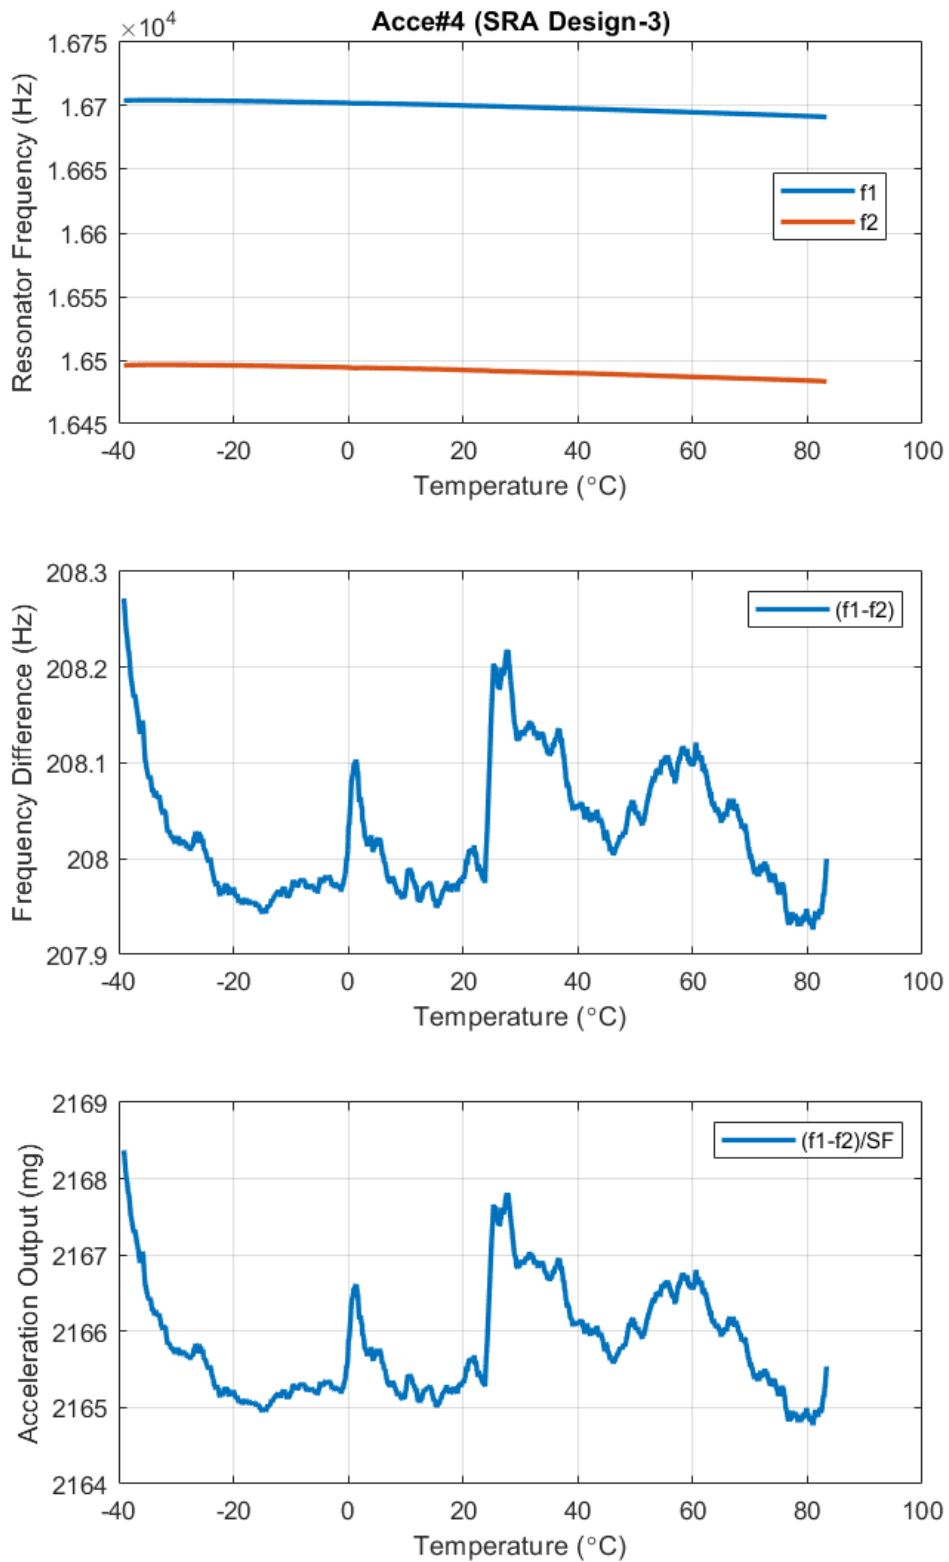 Acce#4 (SRA Design-3)
×10⁴
1.675
1.67
1.665
1.66
1.655
1.65
1.645
Resonator Frequency (Hz)
f1
f2
-40 -20 0 20 40 60 80 100
Temperature (°C)
208.3
208.2
208.1
208
207.9
Frequency Difference (Hz)
(f1-f2)
-40 -20 0 20 40 60 80 100
Temperature (°C)
2169
2168
2167
2166
2165
2164
Acceleration Output (mg)
(f1-f2)/SF
-40 -20 0 20 40 60 80 100
Temperature (°C)